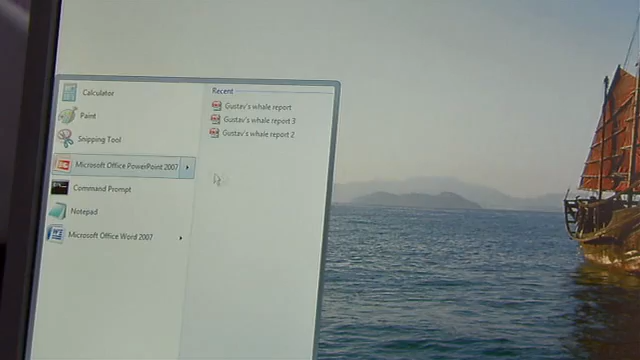 Calculator
Paint
Snipping Tool
Microsoft Office PowerPoint 2007
Command Prompt
Notepad
Microsoft Office Word 2007
Recent
Gustav's whale report
Gustav's whale report 3
Gustav's whale report 2